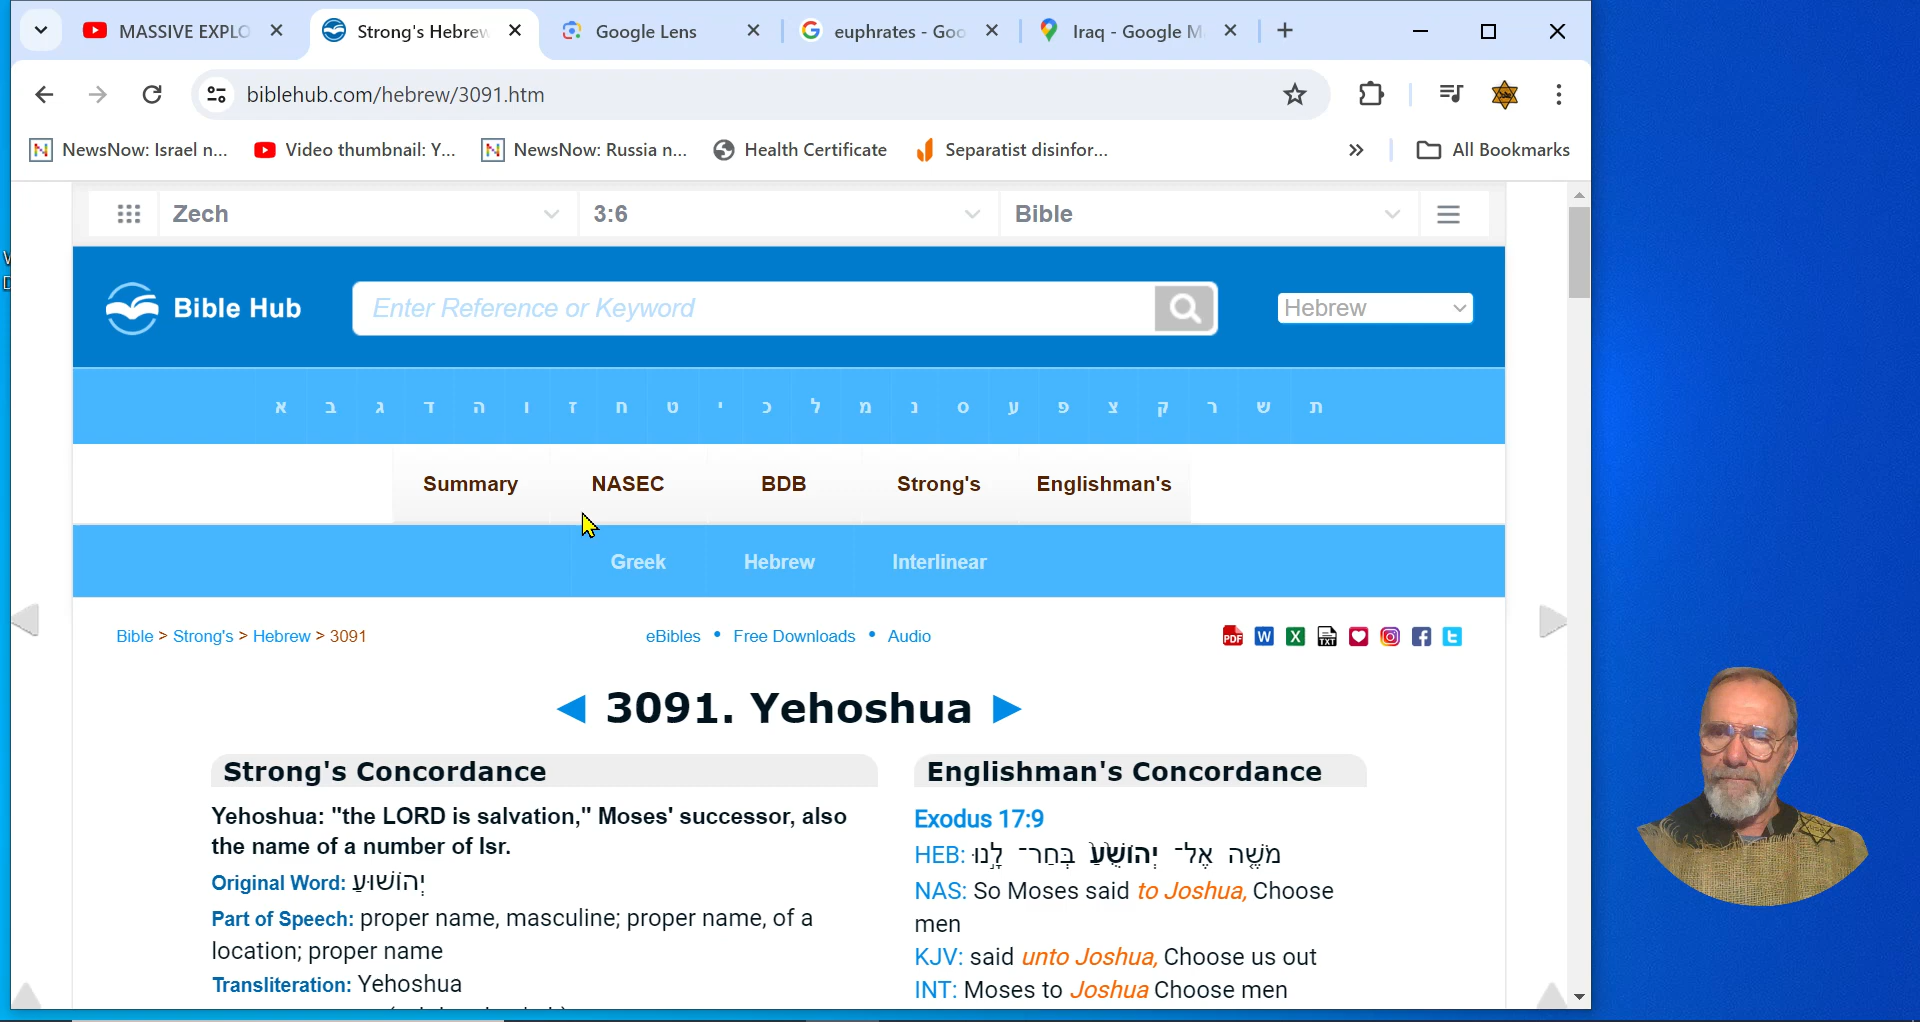 MASSIVE EXPLO
Strong's Hebrew
Google Lens
euphrates - Goo
Iraq - Google M
biblehub.com/hebrew/3091.htm
NewsNow: Israel n...
Video thumbnail: Y...
NewsNow: Russia n...
Health Certificate
Separatist disinfor...
All Bookmarks
Zech
3:6
Bible
Bible Hub
Enter Reference or Keyword
Hebrew
א ב ג ד ה ו ז ח ט י כ ל מ נ ס ע פ צ ק ר ש ת
Summary NASEC BDB Strong's Englishman's
Greek Hebrew Interlinear
Bible > Strong's > Hebrew > 3091
eBibles • Free Downloads • Audio
◄ 3091. Yehoshua ►
Strong's Concordance
Yehoshua: "the LORD is salvation," Moses' successor, also
the name of a number of Isr.
Original Word: יְהוֹשׁוּעַ
Part of Speech: proper name, masculine; proper name, of a
location; proper name
Transliteration: Yehoshua
Englishman's Concordance
Exodus 17:9
HEB: מֹשֶׁ֤ה אֶל־ יְהוֹשֻׁ֙עַ֙ בְּחַר־ לָ֣נוּ
NAS: So Moses said to Joshua, Choose
men
KJV: said unto Joshua, Choose us out
INT: Moses to Joshua Choose men